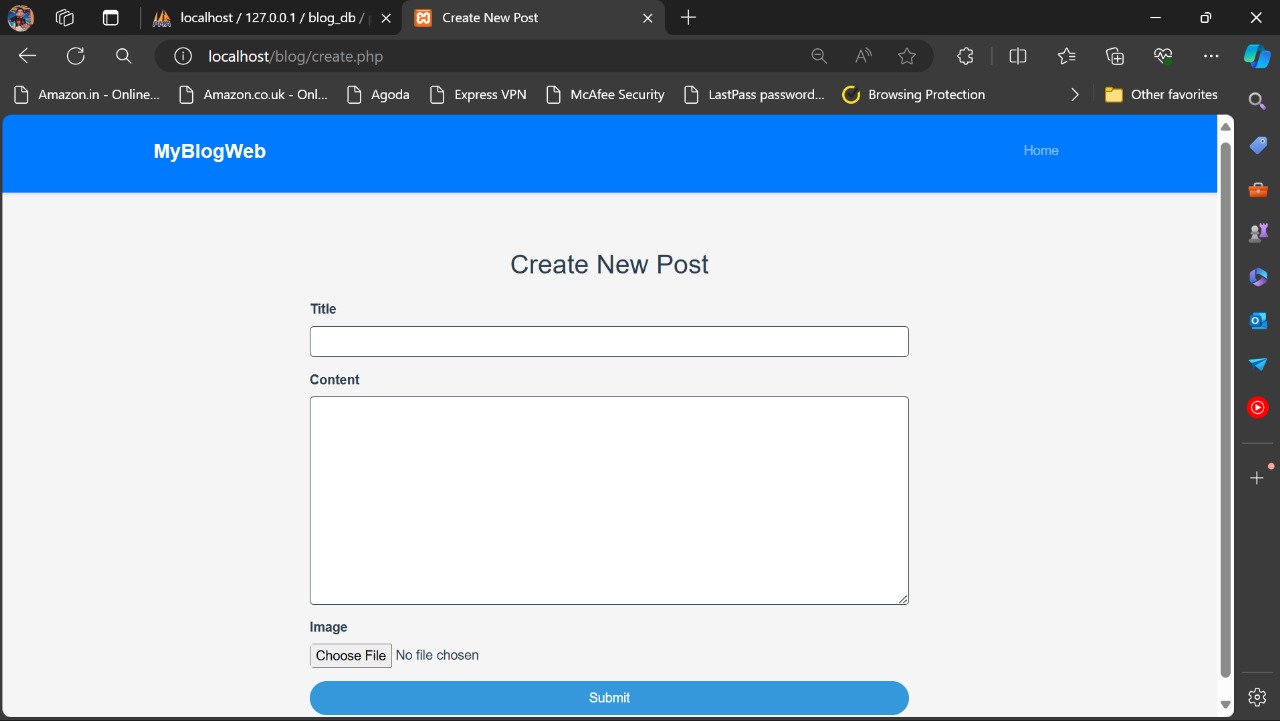 localhost / 127.0.0.1 / blog_db /
Create New Post
localhost/blog/create.php
Amazon.in - Online...
Amazon.co.uk - Onl...
Agoda
Express VPN
McAfee Security
LastPass password...
Browsing Protection
Other favorites
MyBlogWeb
Home
Create New Post
Title
Content
Image
Choose File No file chosen
Submit